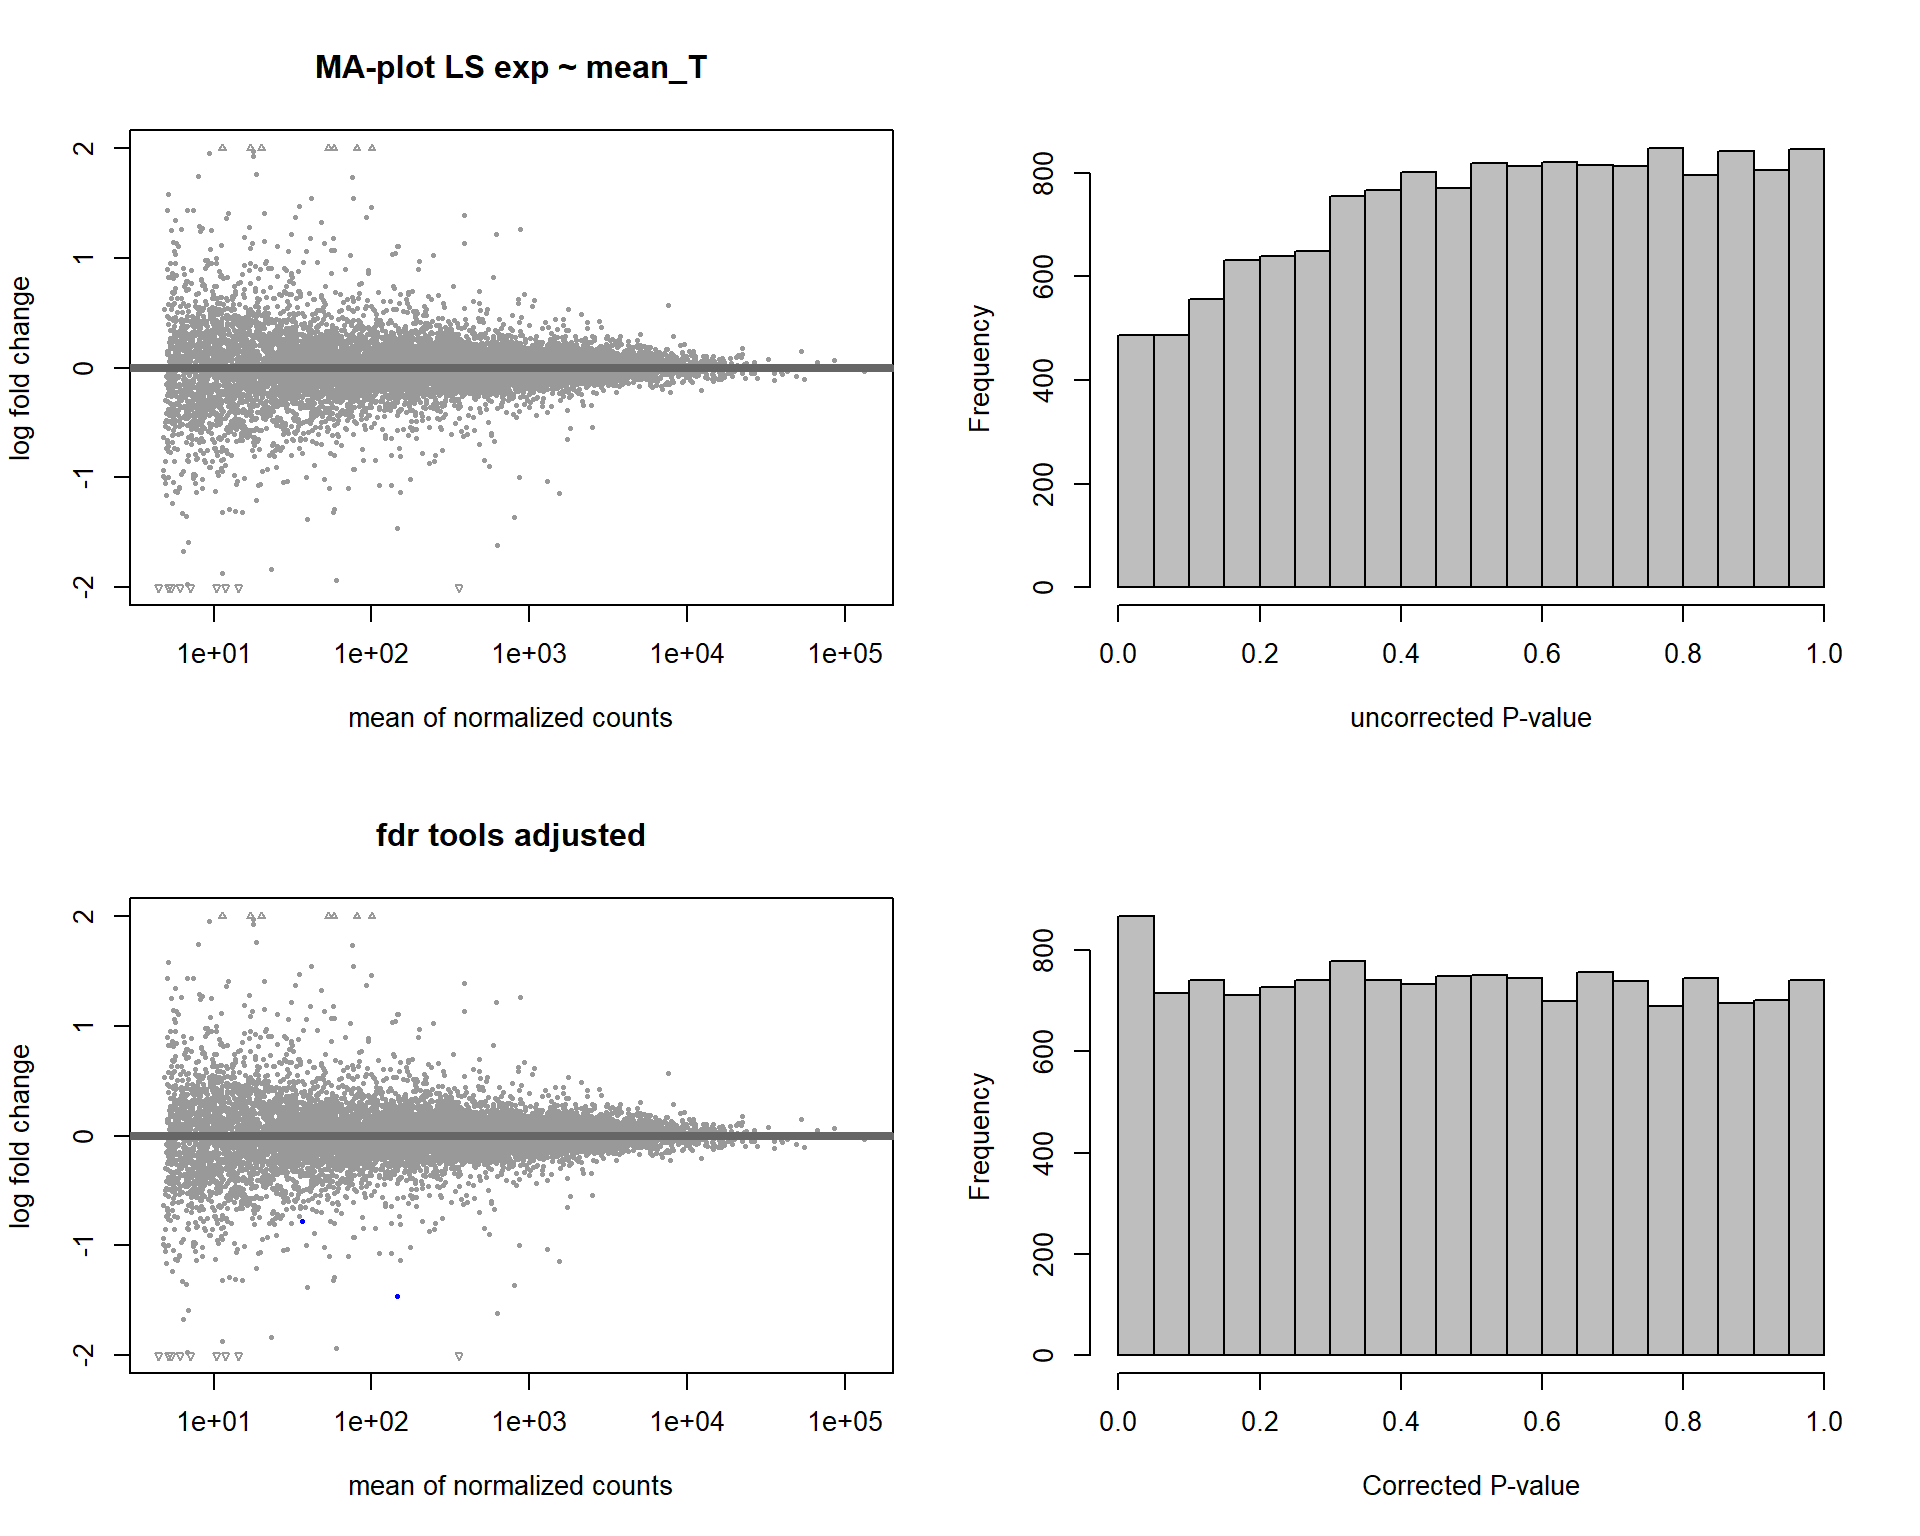 MA-plot LS exp ~ mean_T
log fold change
2
1
0
-1
-2
1e+01 1e+02 1e+03 1e+04 1e+05
mean of normalized counts
Frequency
800
600
400
200
0
0.0 0.2 0.4 0.6 0.8 1.0
uncorrected P-value
fdr tools adjusted
log fold change
2
1
0
-1
-2
1e+01 1e+02 1e+03 1e+04 1e+05
mean of normalized counts
Frequency
800
600
400
200
0
0.0 0.2 0.4 0.6 0.8 1.0
Corrected P-value